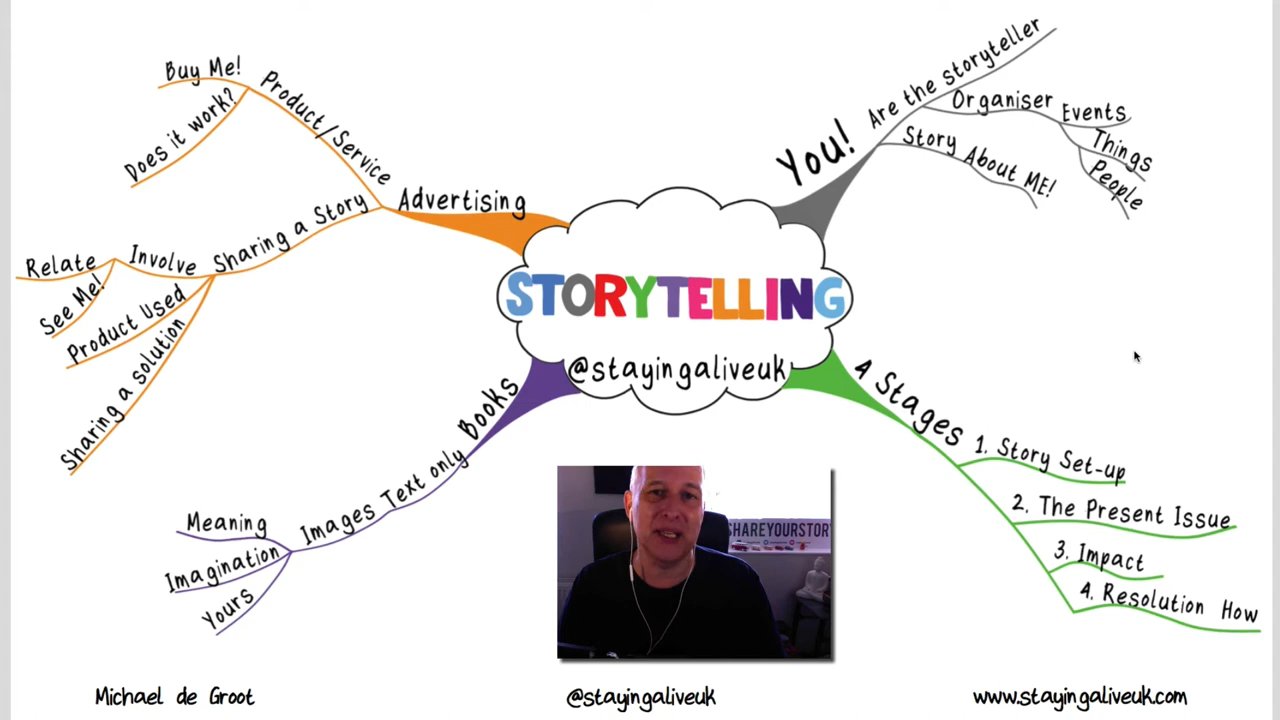 STORYTELLING
@stayingaliveuk
Advertising
Product/Service
Buy Me!
Does it work?
Sharing a Story
Involve
Relate
See Me!
Product Used
Sharing a solution
You!
Are the storyteller
Organiser
Events
Things
People
Story About ME!
Books
Text only
Images
Meaning
Imagination
Yours
4 Stages
1. Story Set-up
2. The Present Issue
3. Impact
4. Resolution How
SHAREYOURSTOR
Michael de Groot
@stayingaliveuk
www.stayingaliveuk.com